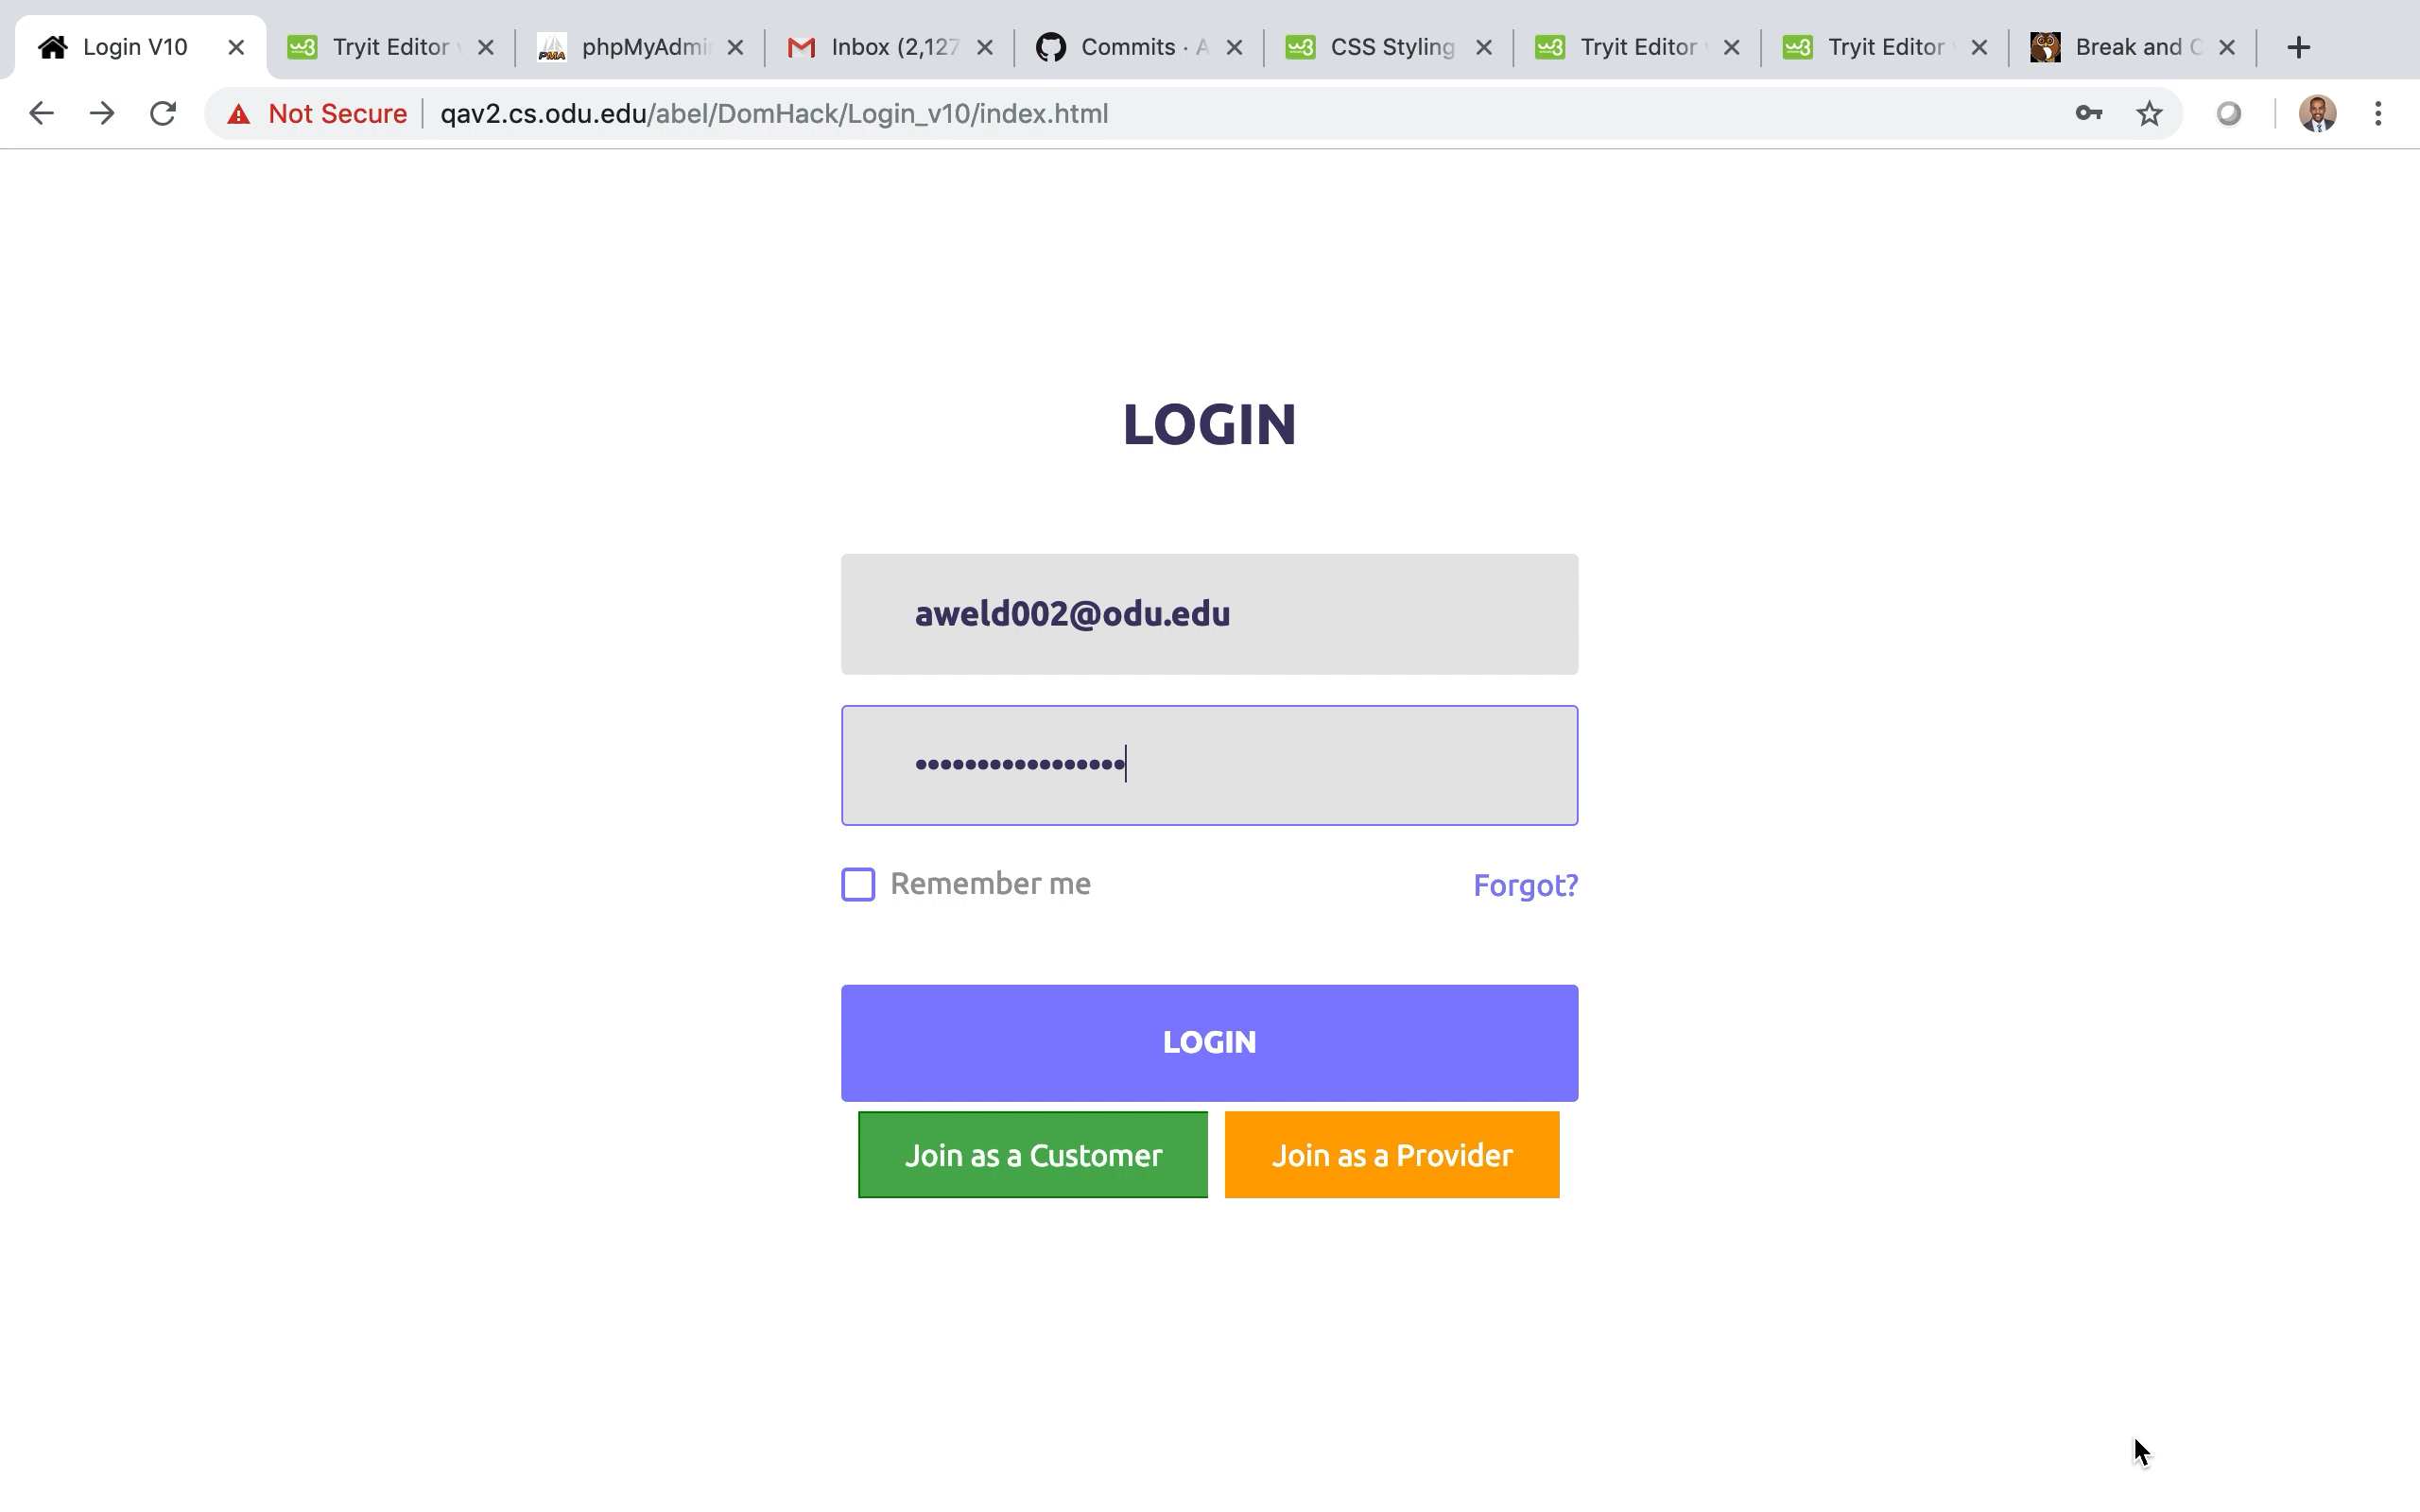 Login V10
Tryit Editor
phpMyAdmi
Inbox (2,127
Commits · A
CSS Styling
Tryit Editor
Tryit Editor
Break and C
Not Secure
qav2.cs.odu.edu/abel/DomHack/Login_v10/index.html
LOGIN
aweld002@odu.edu
Remember me
Forgot?
LOGIN
Join as a Customer
Join as a Provider